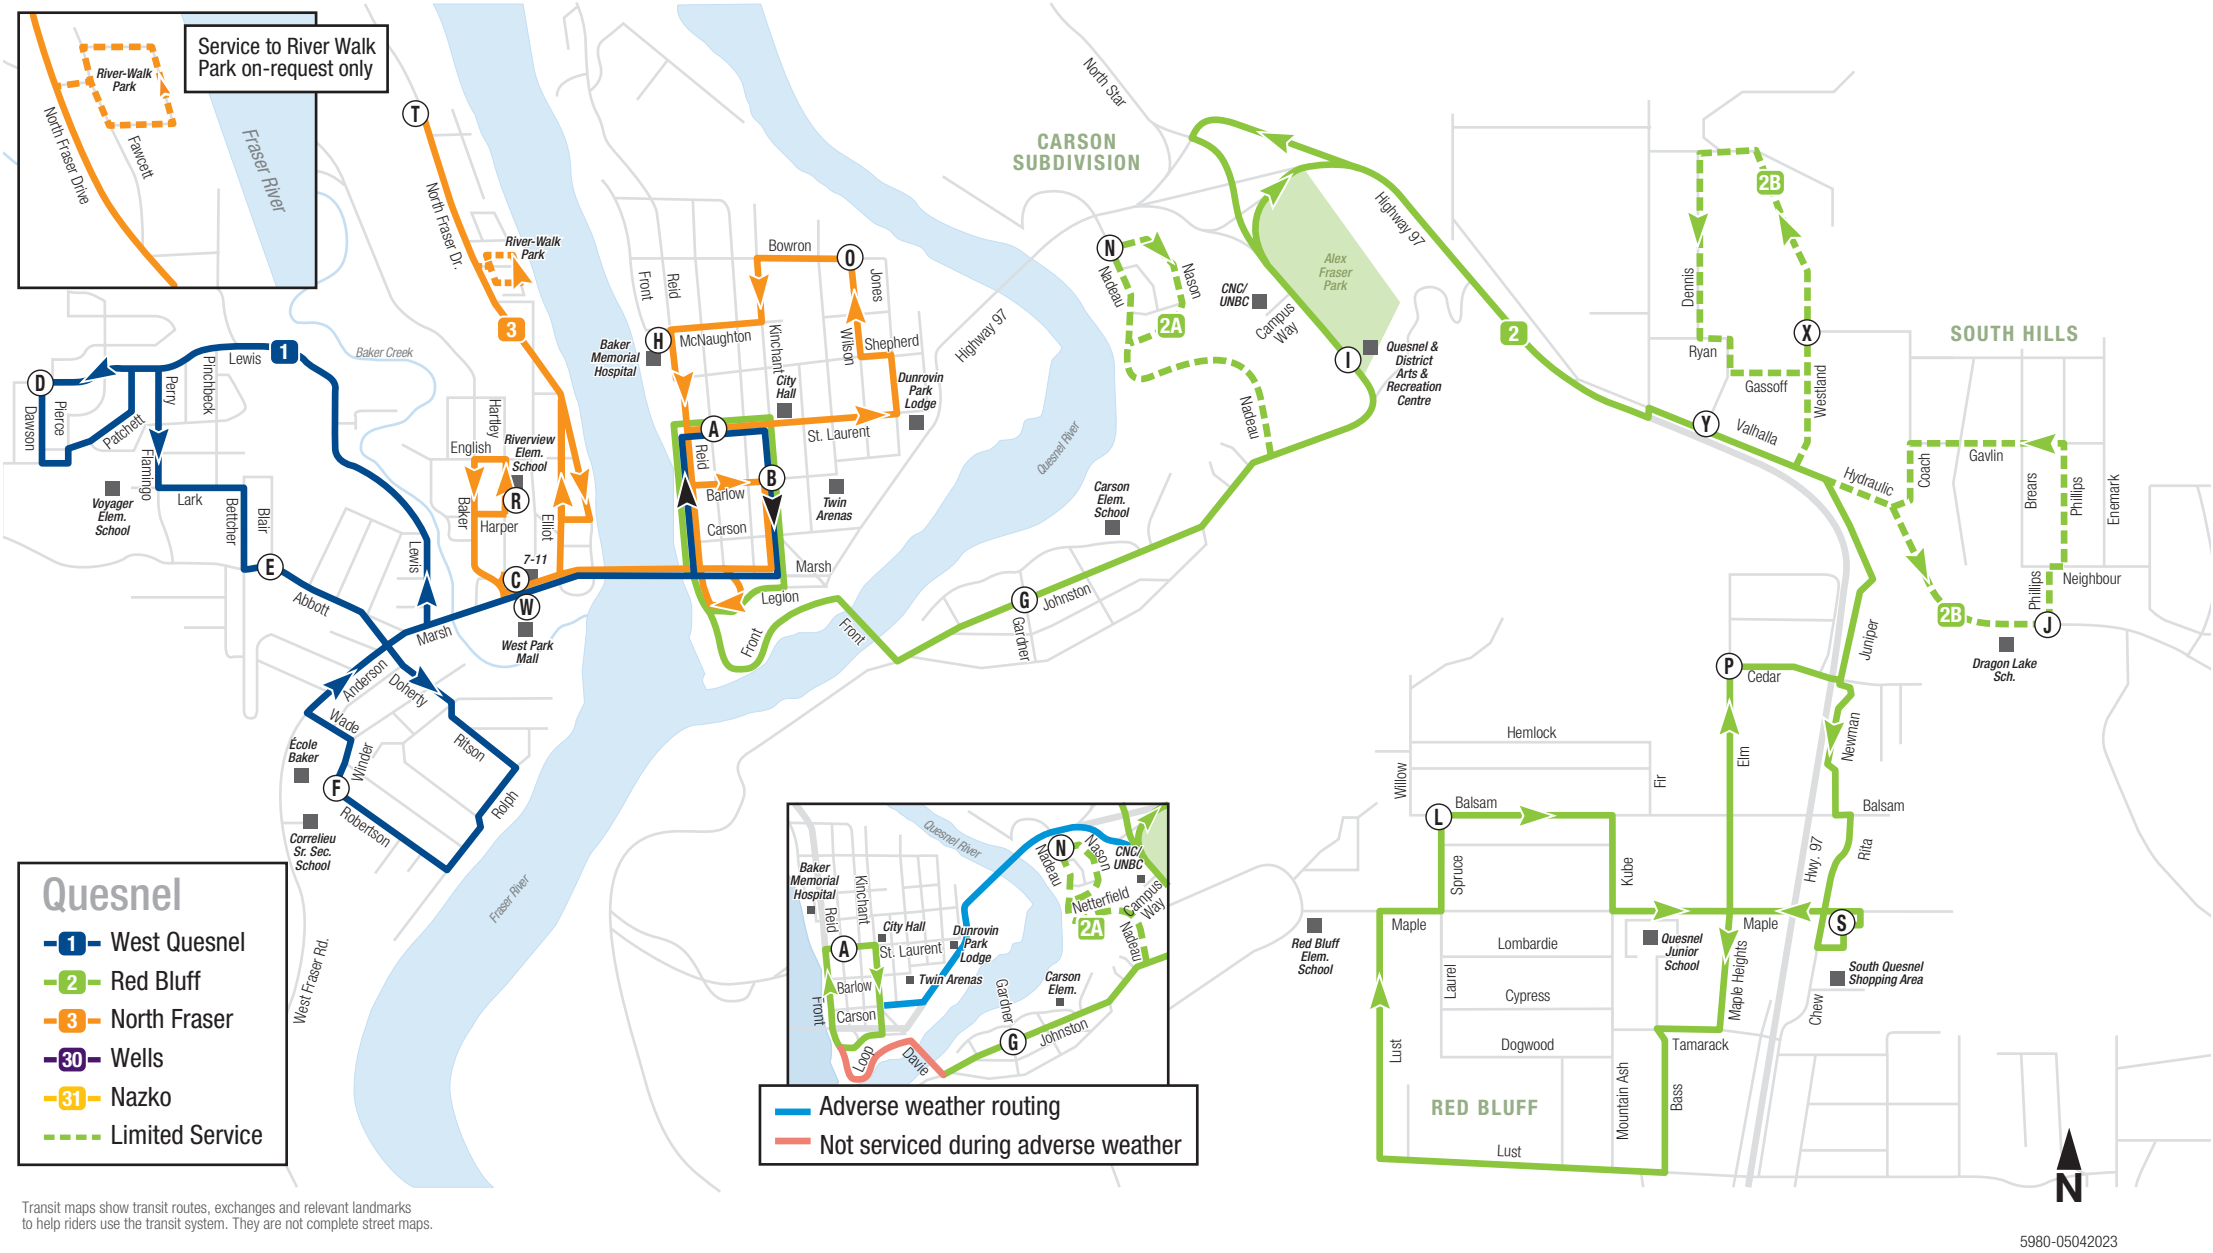 Service to River Walk
Park on-request only
River-Walk
Park
North Fraser Drive
Fawcett
Fraser River
T
North Fraser Dr.
River-Walk
Park
3
Baker Creek
1
Lewis
D
Dawson
Pierce
Patchett
Perry
Pinchbeck
Flamingo
Lark
Bettcher
Blair
Voyager
Elem.
School
E
Abbott
Lewis
Marsh
Hartley
English
Riverview
Elem.
School
R
Baker
Harper
Elliot
7-11
C
W
West Park
Mall
Anderson
Doherty
Wade
Winder
Ritson
Rolph
École
Baker
F
Robertson
Correlieu
Sr. Sec.
School
West Fraser Rd.
Fraser River
Front
Reid
Bowron
O
Jones
H
McNaughton
Baker
Memorial
Hospital
Kinchant
Wilson
Shepherd
City
Hall
Dunrovin
Park
Lodge
A
St. Laurent
Reid
B
Barlow
Twin
Arenas
Carson
Marsh
Legion
Front
Front
Highway 97
Quesnel River
North Star
CARSON
SUBDIVISION
N
Nadeau
Nason
2A
Nadeau
CNC/
UNBC
Campus
Way
Alex
Fraser
Park
I
Quesnel &
District
Arts &
Recreation
Centre
Highway 97
2
Carson
Elem.
School
G
Johnston
Gardner
2B
Dennis
X
Ryan
Gassoff
Westland
Y
Valhalla
SOUTH HILLS
Hydraulic
Coach
Gavlin
Brears
Phillips
Enemark
Neighbour
Phillips
2B
J
Dragon Lake
Sch.
Juniper
P
Cedar
Newman
Elm
Hemlock
Willow
Fir
L
Balsam
Balsam
Spruce
Kube
Hwy. 97
Rita
Maple
Maple
S
Red Bluff
Elem.
School
Lombardie
Quesnel
Junior
School
South Quesnel
Shopping Area
Laurel
Cypress
Maple Heights
Chew
Lust
Dogwood
Tamarack
Mountain Ash
Bass
RED BLUFF
Lust
N
Quesnel
1 West Quesnel
2 Red Bluff
3 North Fraser
30 Wells
31 Nazko
Limited Service
Quesnel River
Baker
Memorial
Hospital
Kinchant
Reid
City Hall
A
St. Laurent
Dunrovin
Park
Lodge
Twin Arenas
Barlow
Carson
Front
Loop
Davie
N
Nadeau
Nason
CNC/
UNBC
Netterfield
Campus
Way
2A
Nadeau
Carson
Elem.
Gardner
G
Johnston
Adverse weather routing
Not serviced during adverse weather
Transit maps show transit routes, exchanges and relevant landmarks
to help riders use the transit system. They are not complete street maps.
5980-05042023